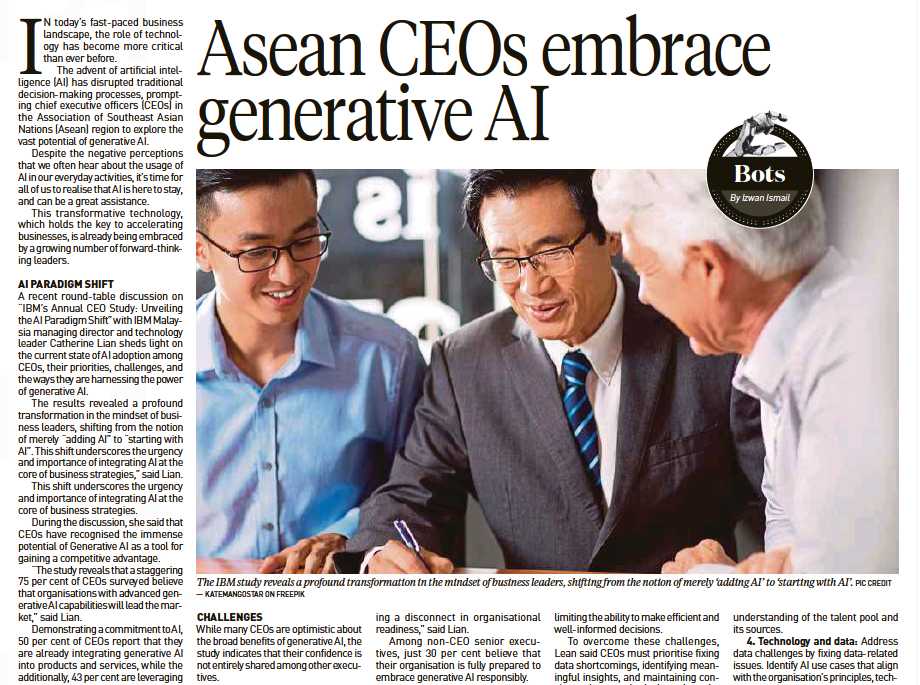 Asean CEOs embrace
generative AI
Bots
By Izwan Ismail
IN today's fast-paced business
landscape, the role of technol-
ogy has become more critical
than ever before.
The advent of artificial intel-
ligence (AI) has disrupted traditional
decision-making processes, prompt-
ing chief executive officers (CEOs) in
the Association of Southeast Asian
Nations (Asean) region to explore the
vast potential of generative AI.
Despite the negative perceptions
that we often hear about the usage of
AI in our everyday activities, it's time for
all of us to realise that AI is here to stay,
and can be a great assistance.
This transformative technology,
which holds the key to accelerating
businesses, is already being embraced
by a growing number of forward-think-
ing leaders.
AI PARADIGM SHIFT
A recent round-table discussion on
"IBM's Annual CEO Study: Unveiling
the AI Paradigm Shift" with IBM Malay-
sia managing director and technology
leader Catherine Lian sheds light on
the current state of AI adoption among
CEOs, their priorities, challenges, and
the ways they are harnessing the power
of generative AI.
The results revealed a profound
transformation in the mindset of busi-
ness leaders, shifting from the notion
of merely "adding AI" to "starting with
AI". This shift underscores the urgency
and importance of integrating AI at the
core of business strategies," said Lian.
This shift underscores the urgency
and importance of integrating AI at the
core of business strategies.
During the discussion, she said that
CEOs have recognised the immense
potential of Generative AI as a tool for
gaining a competitive advantage.
"The study reveals that a staggering
75 per cent of CEOs surveyed believe
that organisations with advanced gen-
erative AI capabilities will lead the mar-
ket," said Lian.
Demonstrating a commitment to AI,
50 per cent of CEOs report that they
are already integrating generative AI
into products and services, while the
additionally, 43 per cent are leveraging
The IBM study reveals a profound transformation in the mindset of business leaders, shifting from the notion of merely 'adding AI' to 'starting with AI'. PIC CREDIT
— KATEMANGOSTAR ON FREEPIK
CHALLENGES
While many CEOs are optimistic about
the broad benefits of generative AI, the
study indicates that their confidence is
not entirely shared among other execu-
tives.
ing a disconnect in organisational
readiness," said Lian.
Among non-CEO senior execu-
tives, just 30 per cent believe that
their organisation is fully prepared to
embrace generative AI responsibly.
limiting the ability to make efficient and
well-informed decisions.
To overcome these challenges,
Lean said CEOs must prioritise fixing
data shortcomings, identifying mean-
ingful insights, and maintaining con-
understanding of the talent pool and
its sources.
4. Technology and data: Address
data challenges by fixing data-related
issues. Identify AI use cases that align
with the organisation's principles, tech-